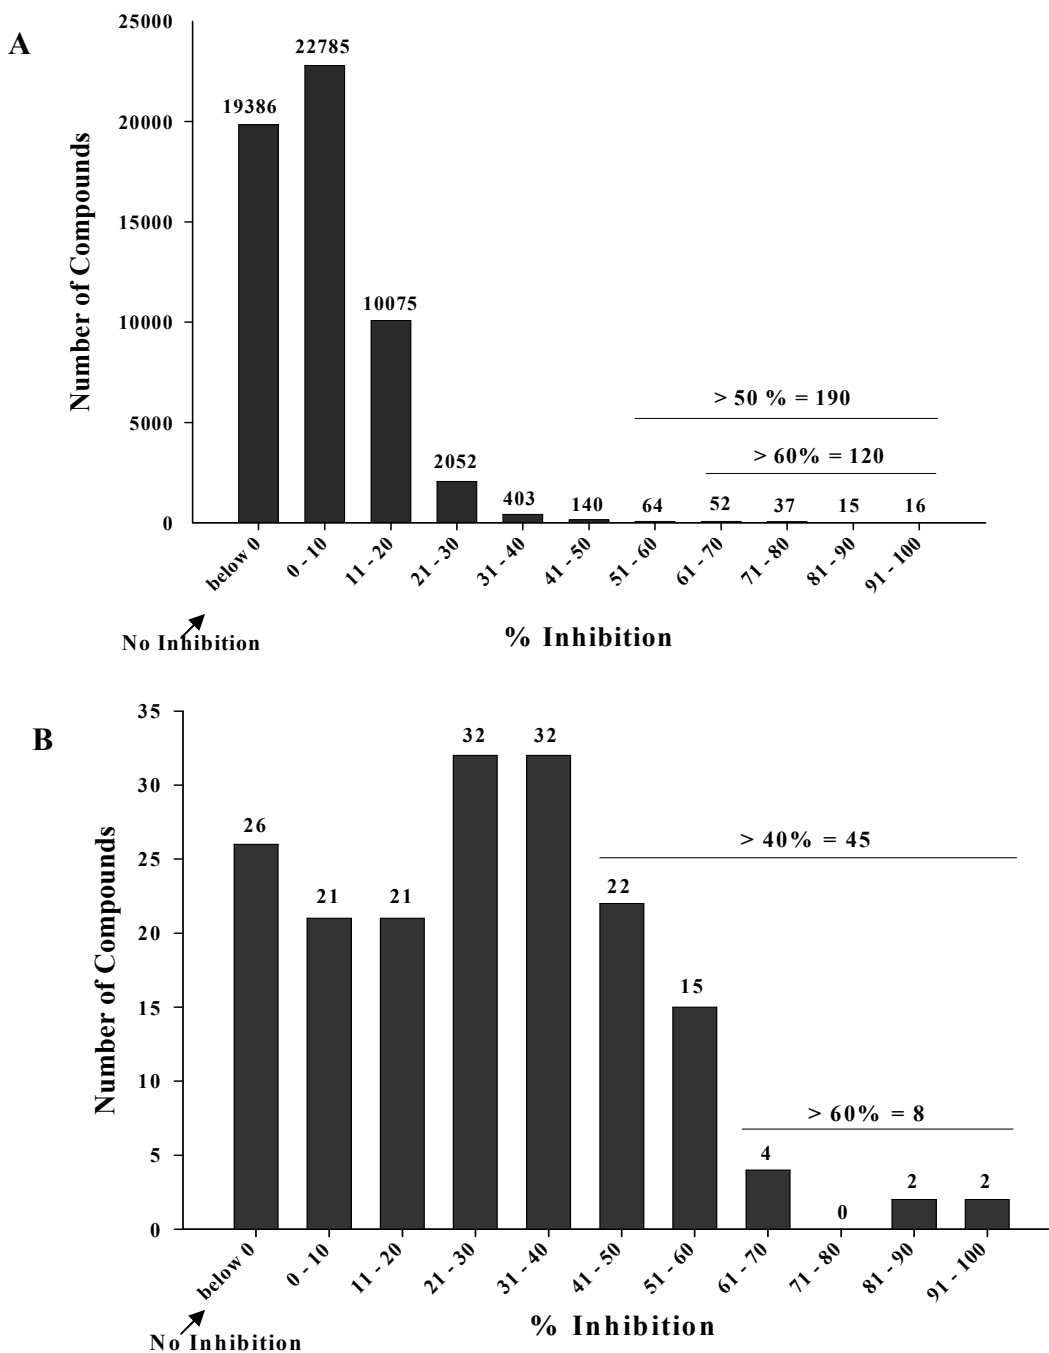 A
25000
20000
15000
10000
5000
0
Number of Compounds
19386
22785
10075
2052
403
140
64
52
37
15
16
> 50 % = 190
> 60% = 120
below 0
0 - 10
11 - 20
21 - 30
31 - 40
41 - 50
51 - 60
61 - 70
71 - 80
81 - 90
91 - 100
No Inhibition
% Inhibition
B
35
30
25
20
15
10
5
0
Number of Compounds
26
21
21
32
32
22
15
4
0
2
2
> 40% = 45
> 60% = 8
below 0
0 - 10
11 - 20
21 - 30
31 - 40
41 - 50
51 - 60
61 - 70
71 - 80
81 - 90
91 - 100
No Inhibition
% Inhibition